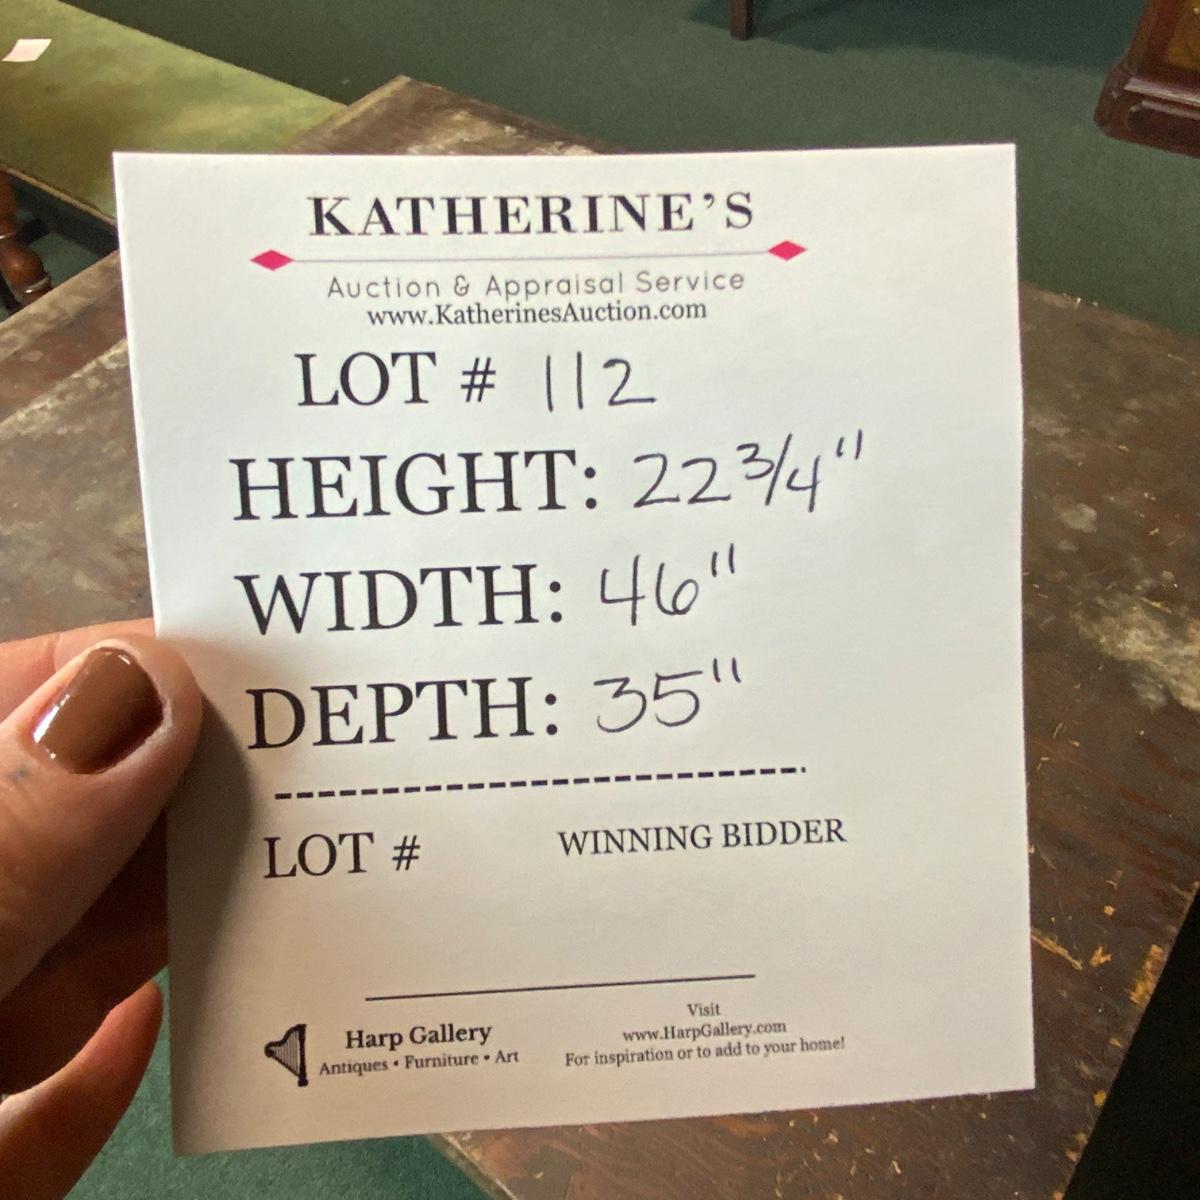 KATHERINE'S
Auction & Appraisal Service
www.KatherinesAuction.com
LOT # 112
HEIGHT: 22 3/4"
WIDTH: 46"
DEPTH: 35"
LOT # WINNING BIDDER
Harp Gallery
Antiques • Furniture • Art
Visit
www.HarpGallery.com
For inspiration or to add to your home!